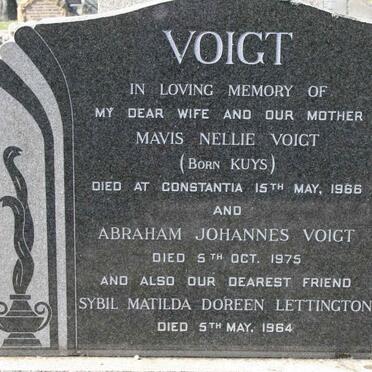 VOIGT
IN LOVING MEMORY OF
MY DEAR WIFE AND OUR MOTHER
MAVIS NELLIE VOIGT
(BORN KUYS)
DIED AT CONSTANTIA 15TH MAY, 1966
AND
ABRAHAM JOHANNES VOIGT
DIED 5TH OCT. 1975
AND ALSO OUR DEAREST FRIEND
SYBIL MATILDA DOREEN LETTINGTON
DIED 5TH MAY, 1964